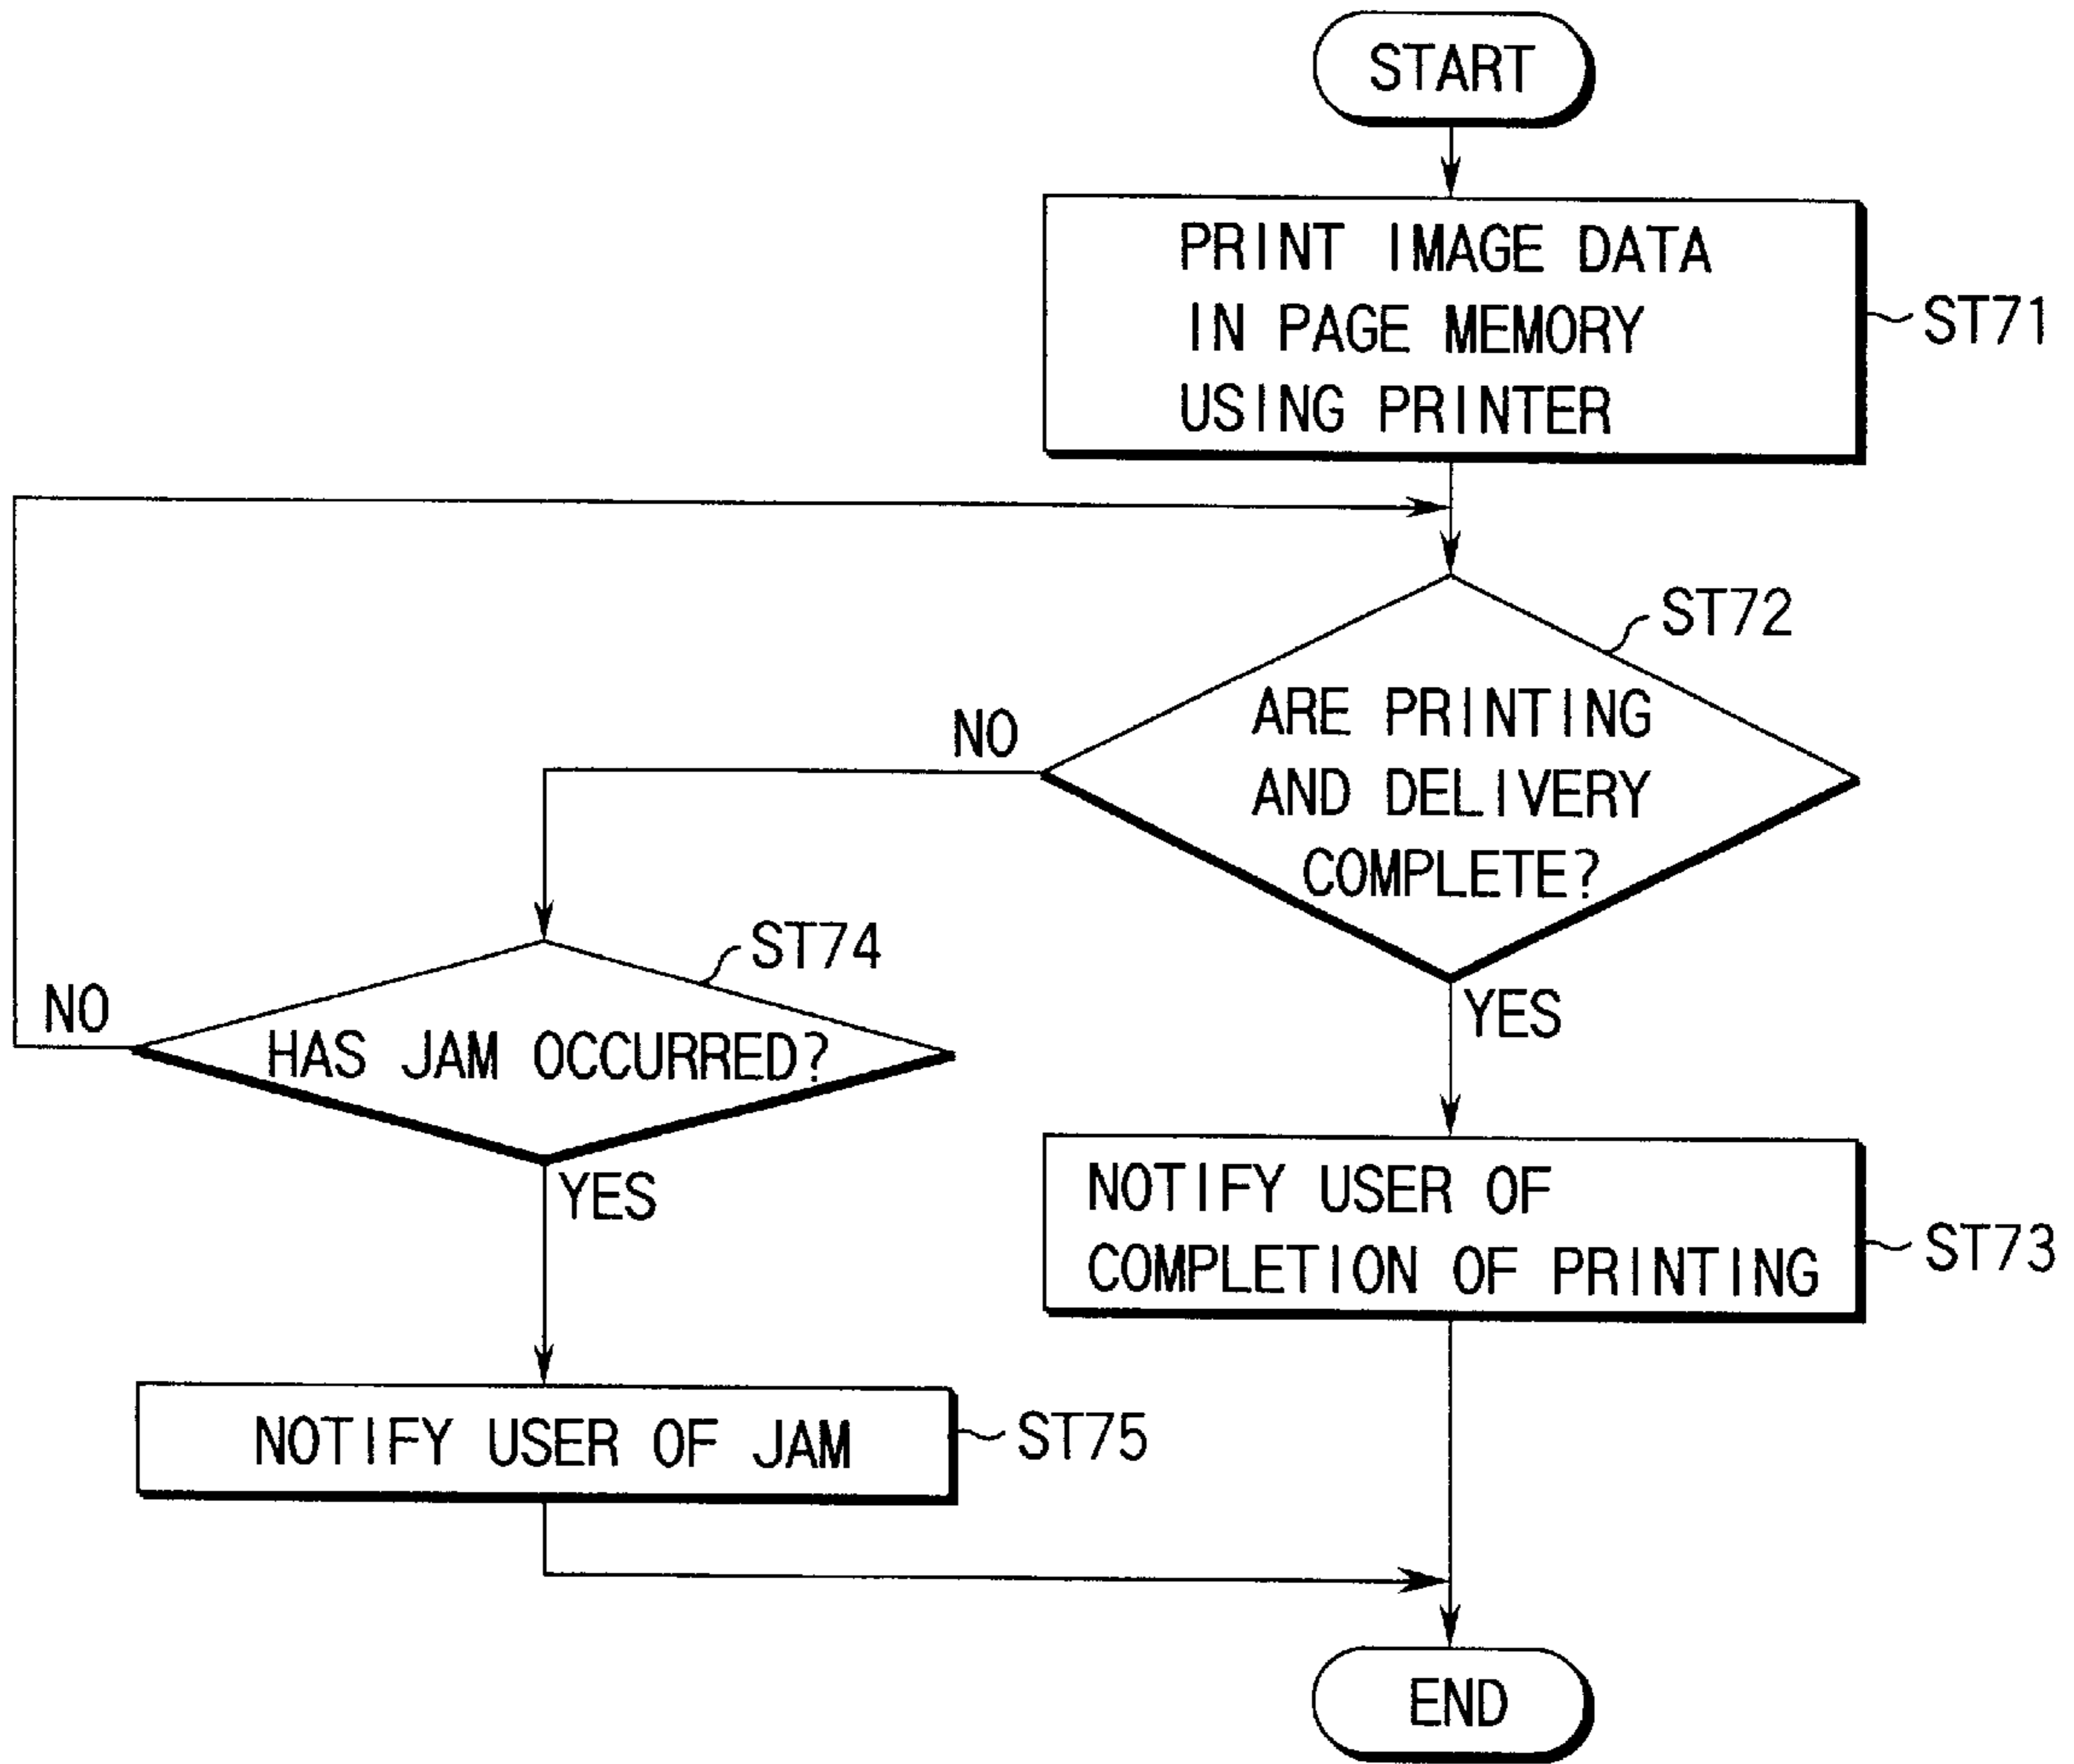 START
PRINT IMAGE DATA
IN PAGE MEMORY
USING PRINTER
ST71
ST72
ARE PRINTING
AND DELIVERY
COMPLETE?
NO
YES
ST74
HAS JAM OCCURRED?
NO
YES
NOTIFY USER OF
COMPLETION OF PRINTING
ST73
NOTIFY USER OF JAM
ST75
END